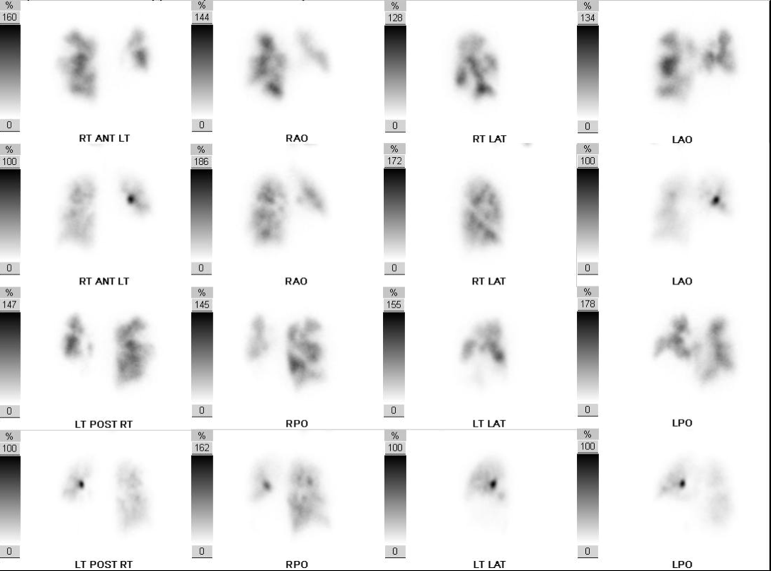 % % % %
160 144 128 134
0 0 0 0
RT ANT LT RAO RT LAT LAO
% % % %
100 186 172 100
0 0 0 0
RT ANT LT RAO RT LAT LAO
% % % %
147 145 155 178
0 0 0 0
LT POST RT RPO LT LAT LPO
% % % %
100 162 100 100
0 0 0 0
LT POST RT RPO LT LAT LPO